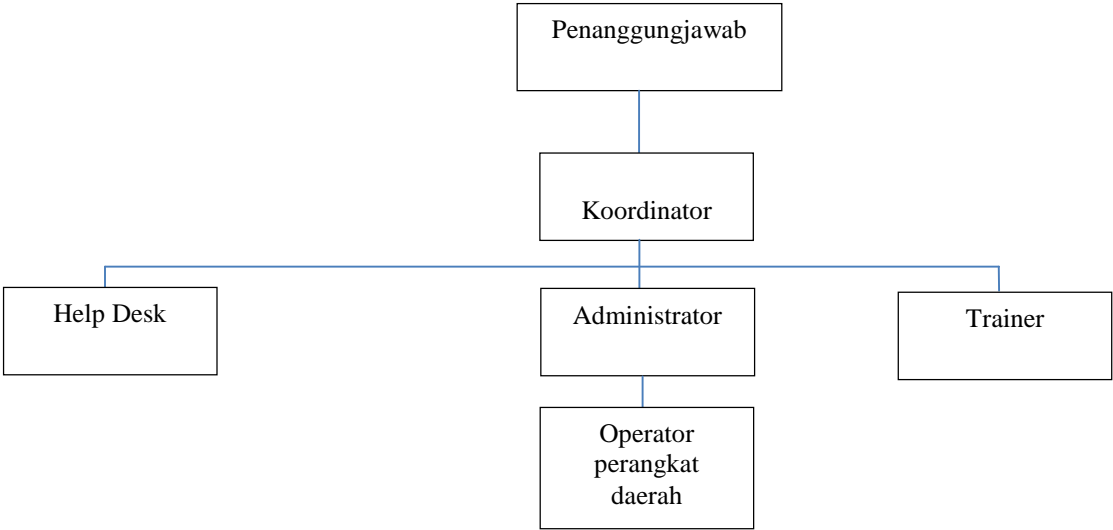 Penanggungjawab
Koordinator
Help Desk
Administrator
Trainer
Operator
perangkat
daerah